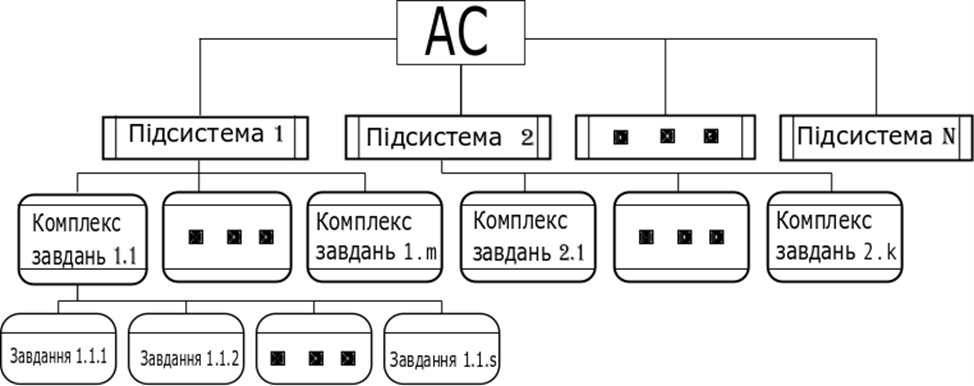 АС
Підсистема 1
Підсистема 2
Підсистема N
Комплекс
завдань 1.1
Комплекс
завдань 1.m
Комплекс
завдань 2.1
Комплекс
завдань 2.k
Завдання 1.1.1
Завдання 1.1.2
Завдання 1.1.s